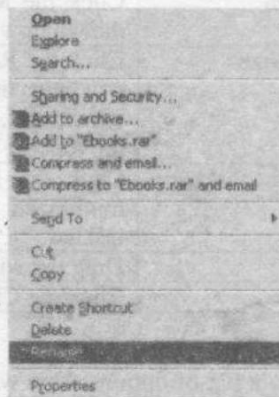 Open
Explore
Search...
Sharing and Security...
Add to archive...
Add to "Ebooks.rar"
Compress and email...
Compress to "Ebooks.rar" and email
Send To
Cut
Copy
Create Shortcut
Delete
Rename
Properties